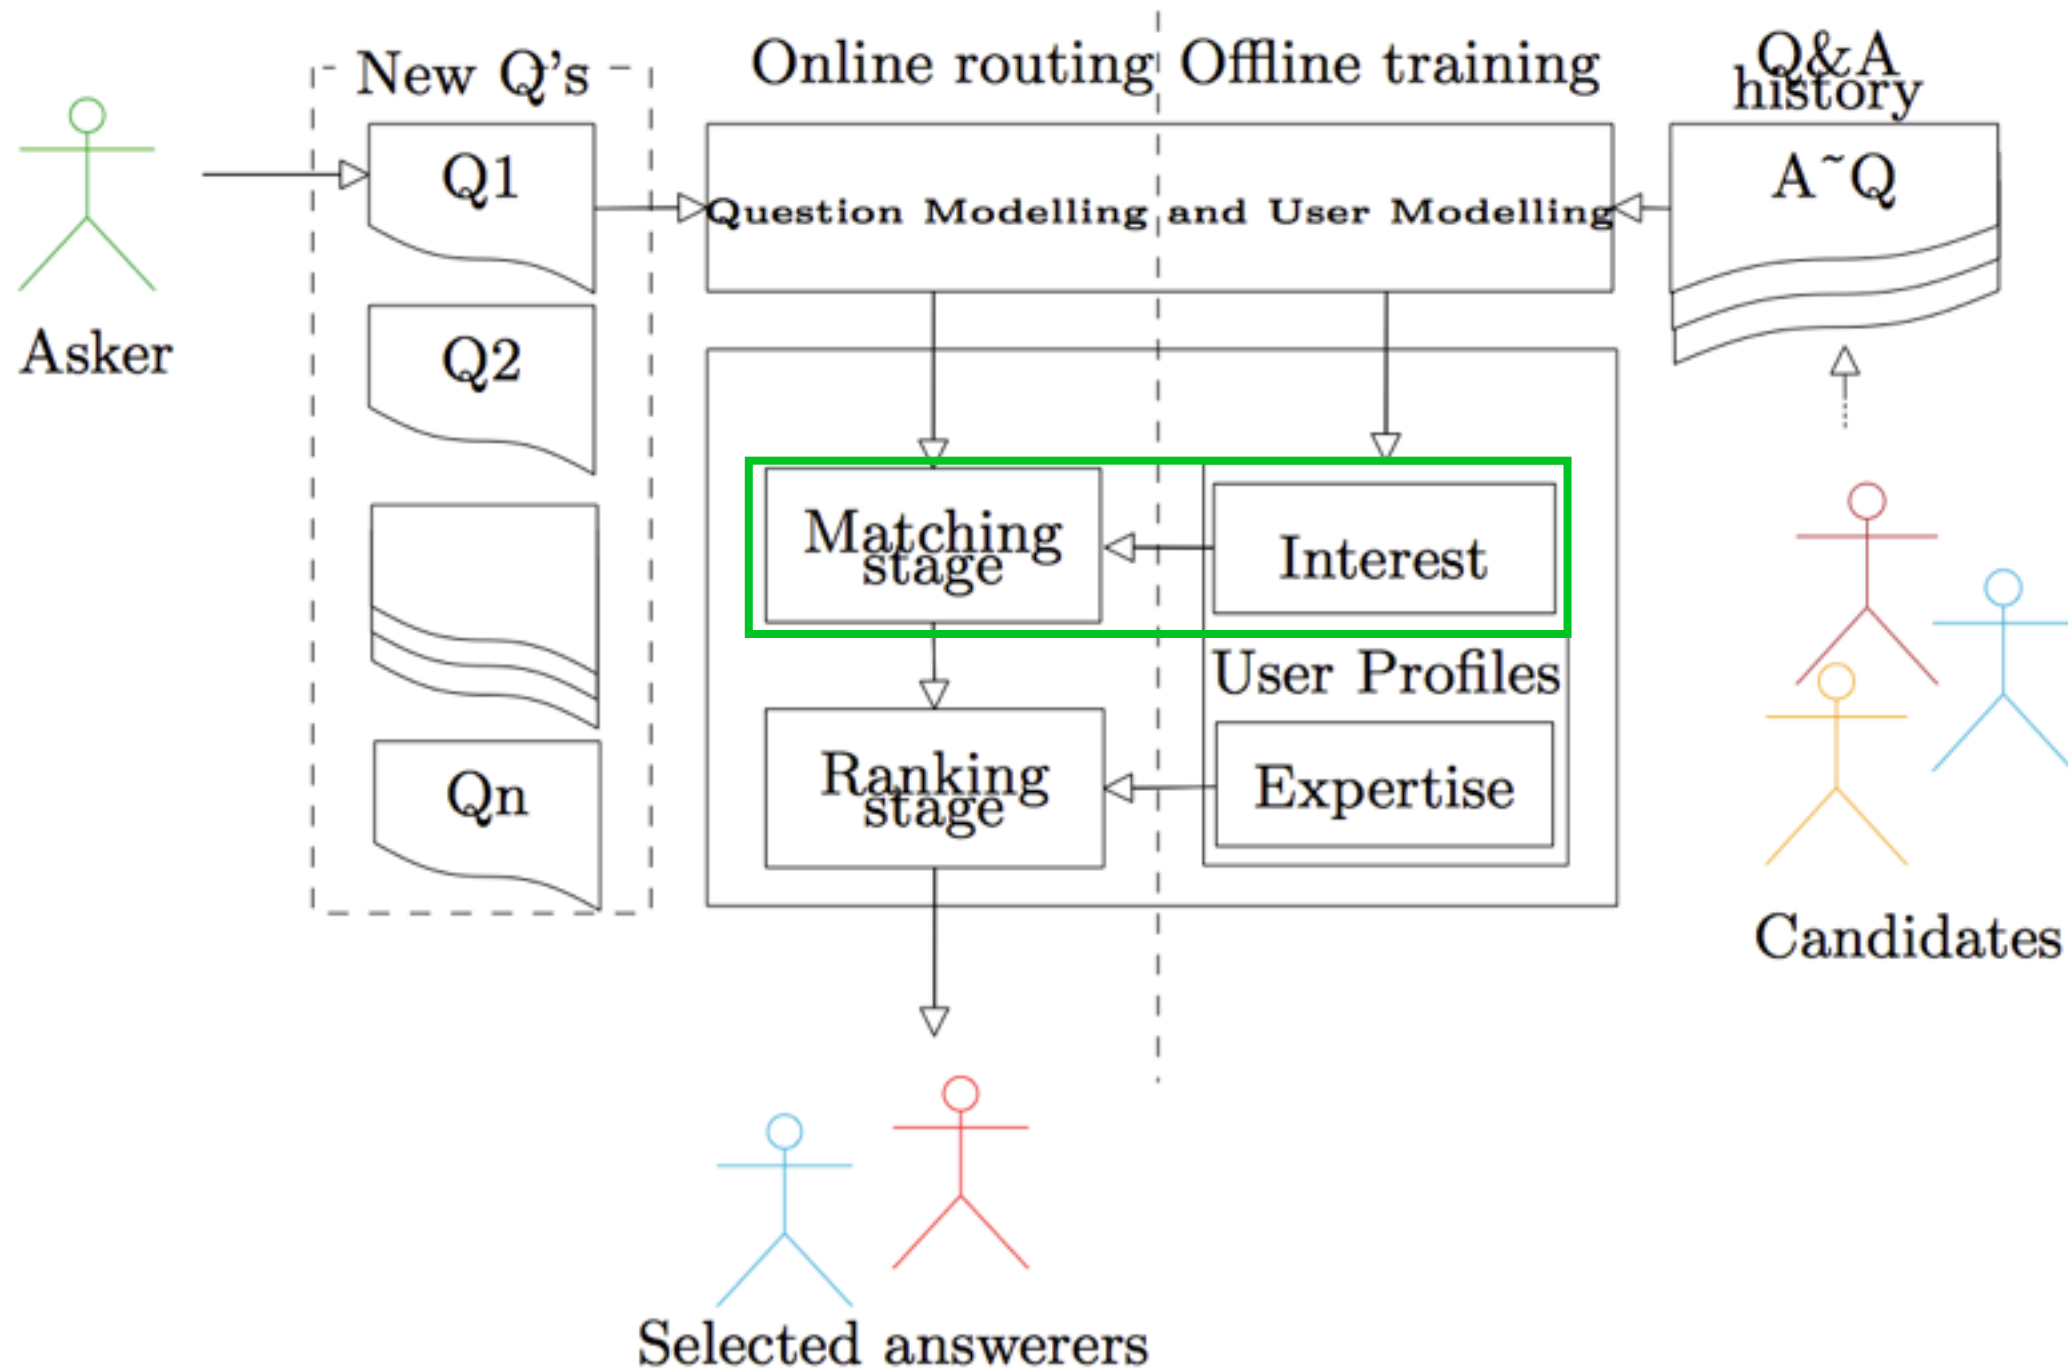 New Q's
Online routing
Offline training
Q&A
history
Q1
Question Modelling and User Modelling
A~Q
Asker
Q2
Matching
stage
Interest
User Profiles
Ranking
stage
Expertise
Qn
Candidates
Selected answerers